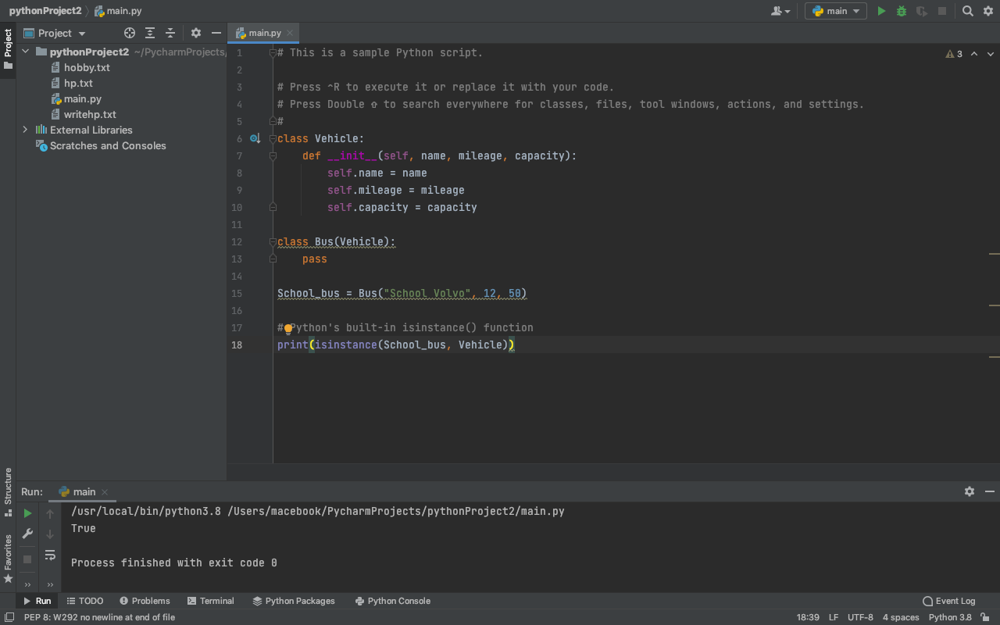 pythonProject2 main.py
main
Project
main.py
Project
pythonProject2 ~/PycharmProjects/
hobby.txt
hp.txt
main.py
writehp.txt
External Libraries
Scratches and Consoles
3
1 # This is a sample Python script.
2
3 # Press ^R to execute it or replace it with your code.
4 # Press Double ⇧ to search everywhere for classes, files, tool windows, actions, and settings.
5 #
6 class Vehicle:
7     def __init__(self, name, mileage, capacity):
8         self.name = name
9         self.mileage = mileage
10         self.capacity = capacity
11
12 class Bus(Vehicle):
13     pass
14
15 School_bus = Bus("School Volvo", 12, 50)
16
17 # Python's built-in isinstance() function
18 print(isinstance(School_bus, Vehicle))
Structure
Favorites
Run: main
/usr/local/bin/python3.8 /Users/macebook/PycharmProjects/pythonProject2/main.py
True
Process finished with exit code 0
Run TODO Problems Terminal Python Packages Python Console Event Log
PEP 8: W292 no newline at end of file 18:39 LF UTF-8 4 spaces Python 3.8